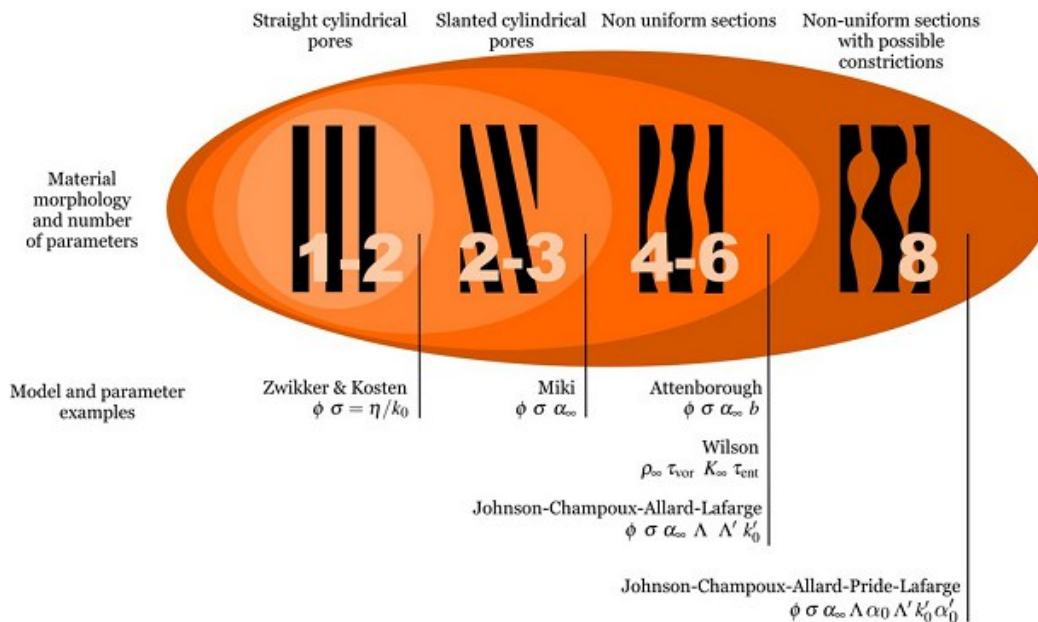 Straight cylindrical
pores
Slanted cylindrical
pores
Non uniform sections
Non-uniform sections
with possible
constrictions
Material
morphology
and number
of parameters
1-2
2-3
4-6
8
Model and parameter
examples
Zwikker & Kosten
ϕ σ = η/k₀
Miki
ϕ σ α∞
Attenborough
ϕ σ α∞ b
Wilson
ρ∞ τvor K∞ τent
Johnson-Champoux-Allard-Lafarge
ϕ σ α∞ Λ Λ′ k′₀
Johnson-Champoux-Allard-Pride-Lafarge
ϕ σ α∞ Λ α₀ Λ′ k′₀ α′₀